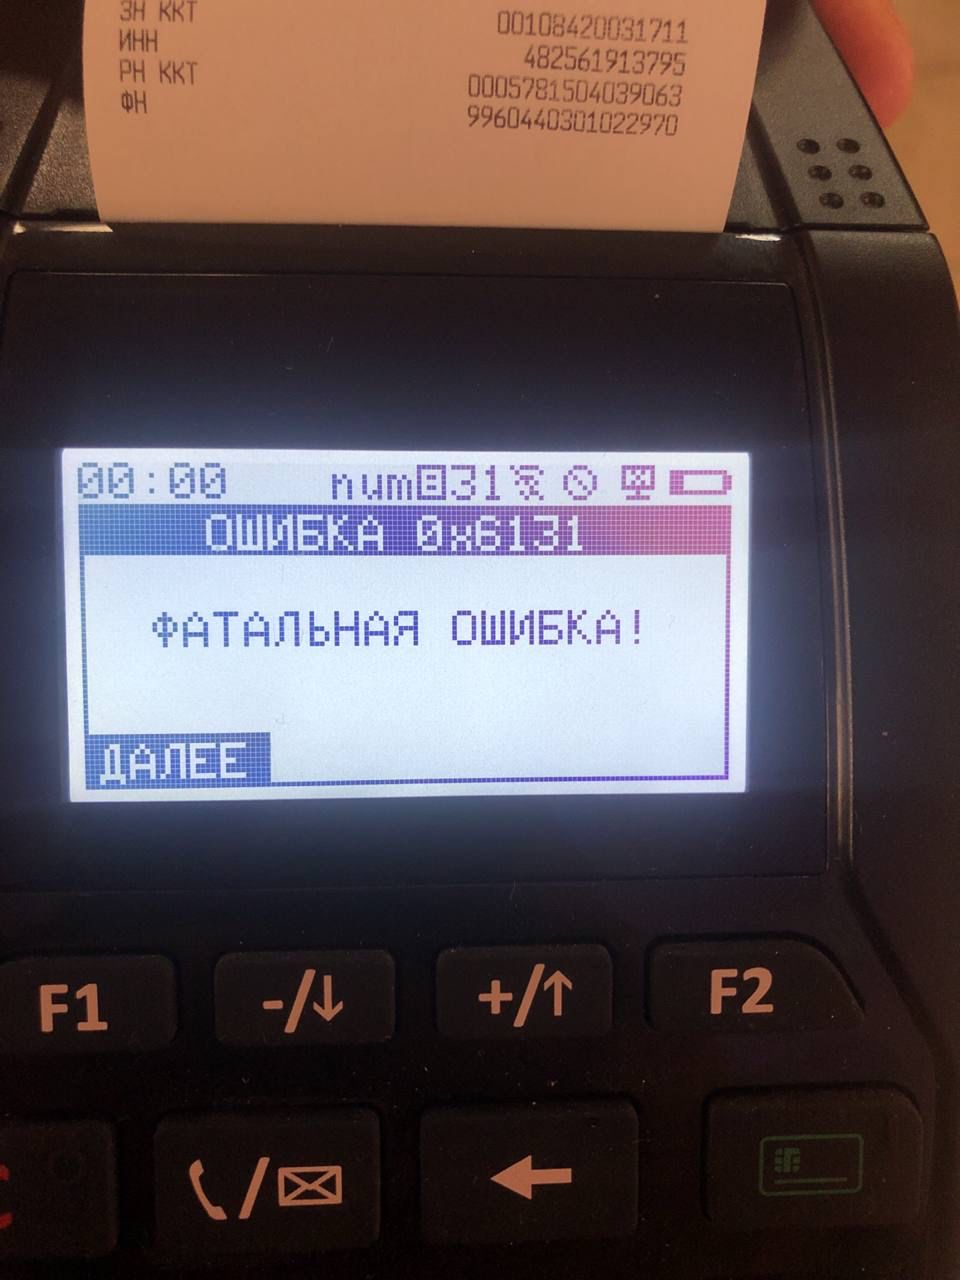 ЗН ККТ 00108420031711
ИНН 482561913795
РН ККТ 0005781504039063
ФН 9960440301022970
00:00 num 31
ОШИБКА 0x6131
ФАТАЛЬНАЯ ОШИБКА!
ДАЛЕЕ
F1 -/↓ +/↑ F2